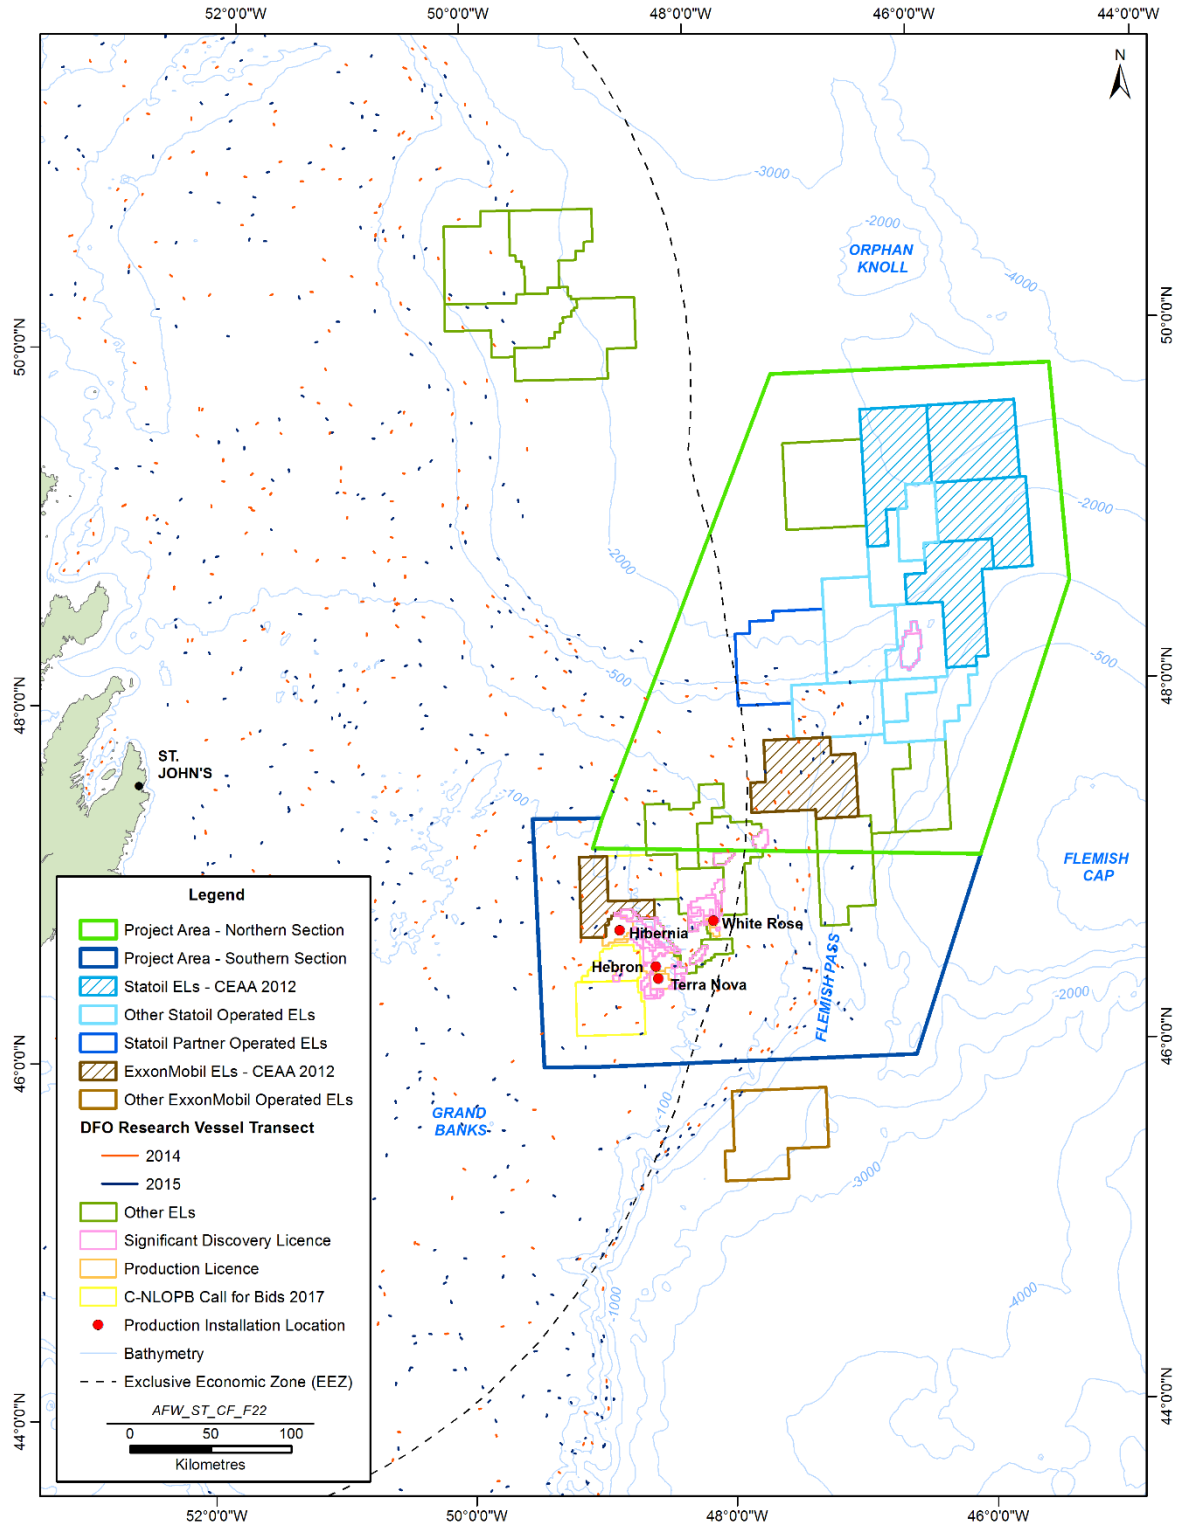 52°0'0"W 50°0'0"W 48°0'0"W 46°0'0"W 44°0'0"W
N
-3000
-2000
ORPHAN
KNOLL
-4000
50°0'0"N
50°0'0"N
-2000
-2000
-500
-500
48°0'0"N
48°0'0"N
ST.
JOHN'S
-100
FLEMISH
CAP
White Rose
Hibernia
Hebron
Terra Nova
FLEMISH PASS
-2000
46°0'0"N
46°0'0"N
GRAND
BANKS
-100
-3000
-1000
-4000
44°0'0"N
44°0'0"N
Legend
Project Area - Northern Section
Project Area - Southern Section
Statoil ELs - CEAA 2012
Other Statoil Operated ELs
Statoil Partner Operated ELs
ExxonMobil ELs - CEAA 2012
Other ExxonMobil Operated ELs
DFO Research Vessel Transect
2014
2015
Other ELs
Significant Discovery Licence
Production Licence
C-NLOPB Call for Bids 2017
Production Installation Location
Bathymetry
Exclusive Economic Zone (EEZ)
AFW_ST_CF_F22
0 50 100
Kilometres
52°0'0"W 50°0'0"W 48°0'0"W 46°0'0"W